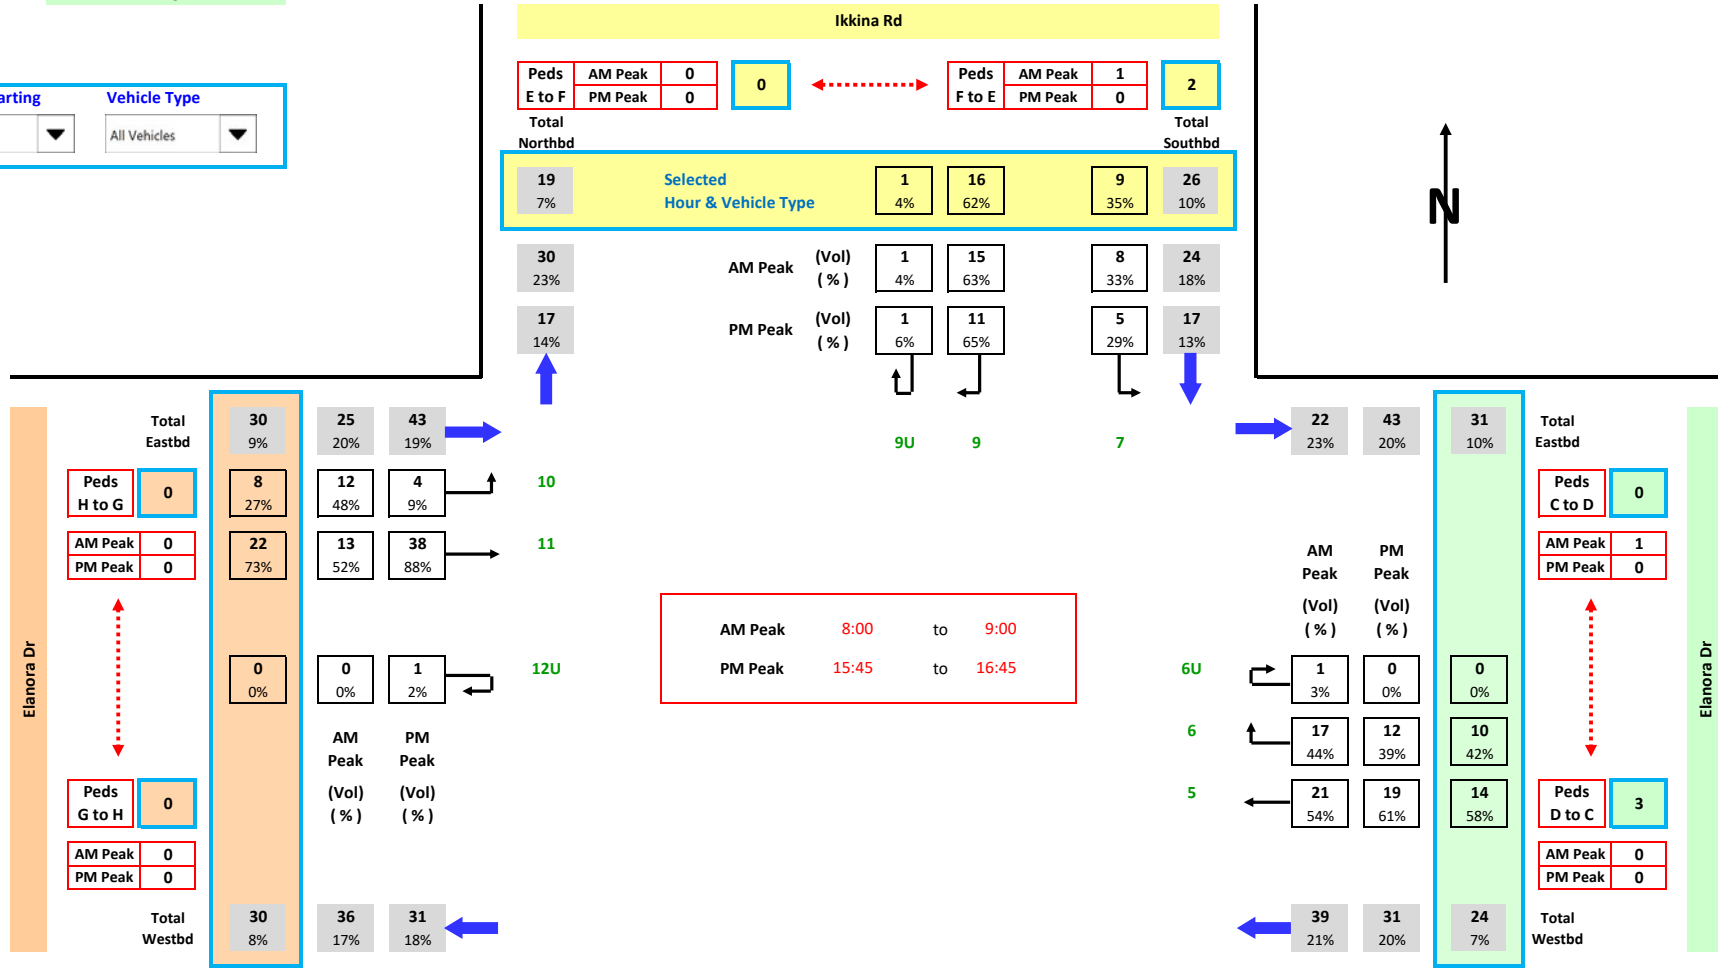 Ikkina Rd
Peds AM Peak 0
E to F PM Peak 0
0
Peds AM Peak 1
F to E PM Peak 0
2
Total
Northbd
Total
Southbd
arting Vehicle Type
All Vehicles
19 Selected 1 16 9 26
7% Hour & Vehicle Type 4% 62% 35% 10%
30 AM Peak (Vol) 1 15 8 24
23% ( % ) 4% 63% 33% 18%
17 PM Peak (Vol) 1 11 5 17
14% ( % ) 6% 65% 29% 13%
N
Total 30 25 43
Eastbd 9% 20% 19%
9U 9 7
22 43 31 Total
23% 20% 10% Eastbd
Peds 0 8 12 4 10
H to G 27% 48% 9%
Peds 0
C to D
AM Peak 0 22 13 38 11
PM Peak 0 73% 52% 88%
AM PM
Peak Peak
(Vol) (Vol)
( % ) ( % )
AM Peak 1
PM Peak 0
AM Peak 8:00 to 9:00
PM Peak 15:45 to 16:45
Elanora Dr
0 0 1 12U
0% 0% 2%
6U 1 0 0
3% 0% 0%
Elanora Dr
AM PM
Peak Peak
(Vol) (Vol)
( % ) ( % )
6 17 12 10
44% 39% 42%
Peds 0
G to H
5 21 19 14
54% 61% 58%
Peds 3
D to C
AM Peak 0
PM Peak 0
AM Peak 0
PM Peak 0
Total 30 36 31
Westbd 8% 17% 18%
39 31 24 Total
21% 20% 7% Westbd